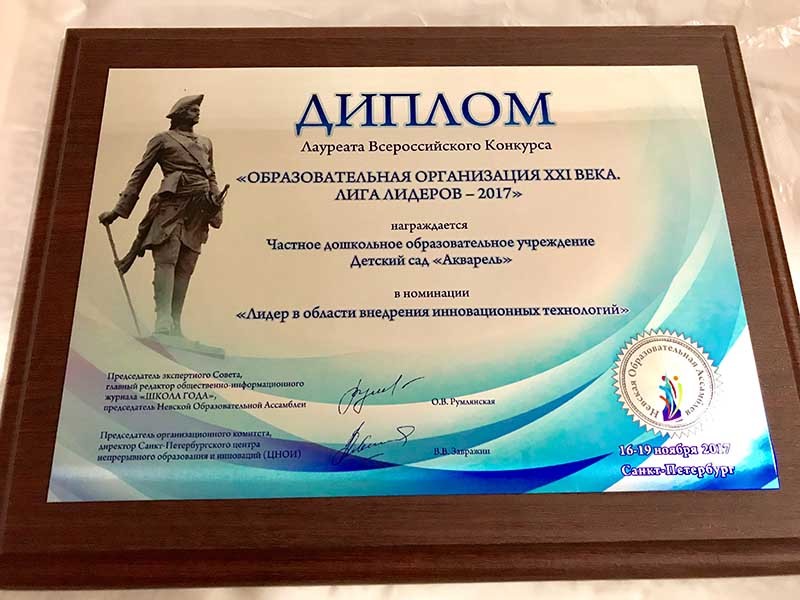 ДИПЛОМ
Лауреата Всероссийского Конкурса
«ОБРАЗОВАТЕЛЬНАЯ ОРГАНИЗАЦИЯ XXI ВЕКА.
ЛИГА ЛИДЕРОВ – 2017»
награждается
Частное дошкольное образовательное учреждение
Детский сад «Акварель»
в номинации
«Лидер в области внедрения инновационных технологий»
Председатель экспертного Совета,
главный редактор общественно-информационного
журнала «ШКОЛА ГОДА»,
председатель Невской Образовательной Ассамблеи
О.В. Румлянская
Председатель организационного комитета,
директор Санкт-Петербургского центра
непрерывного образования и инноваций (ЦНОИ)
В.В. Завражин
Невская Образовательная Ассамблея
16-19 ноября 2017
Санкт-Петербург